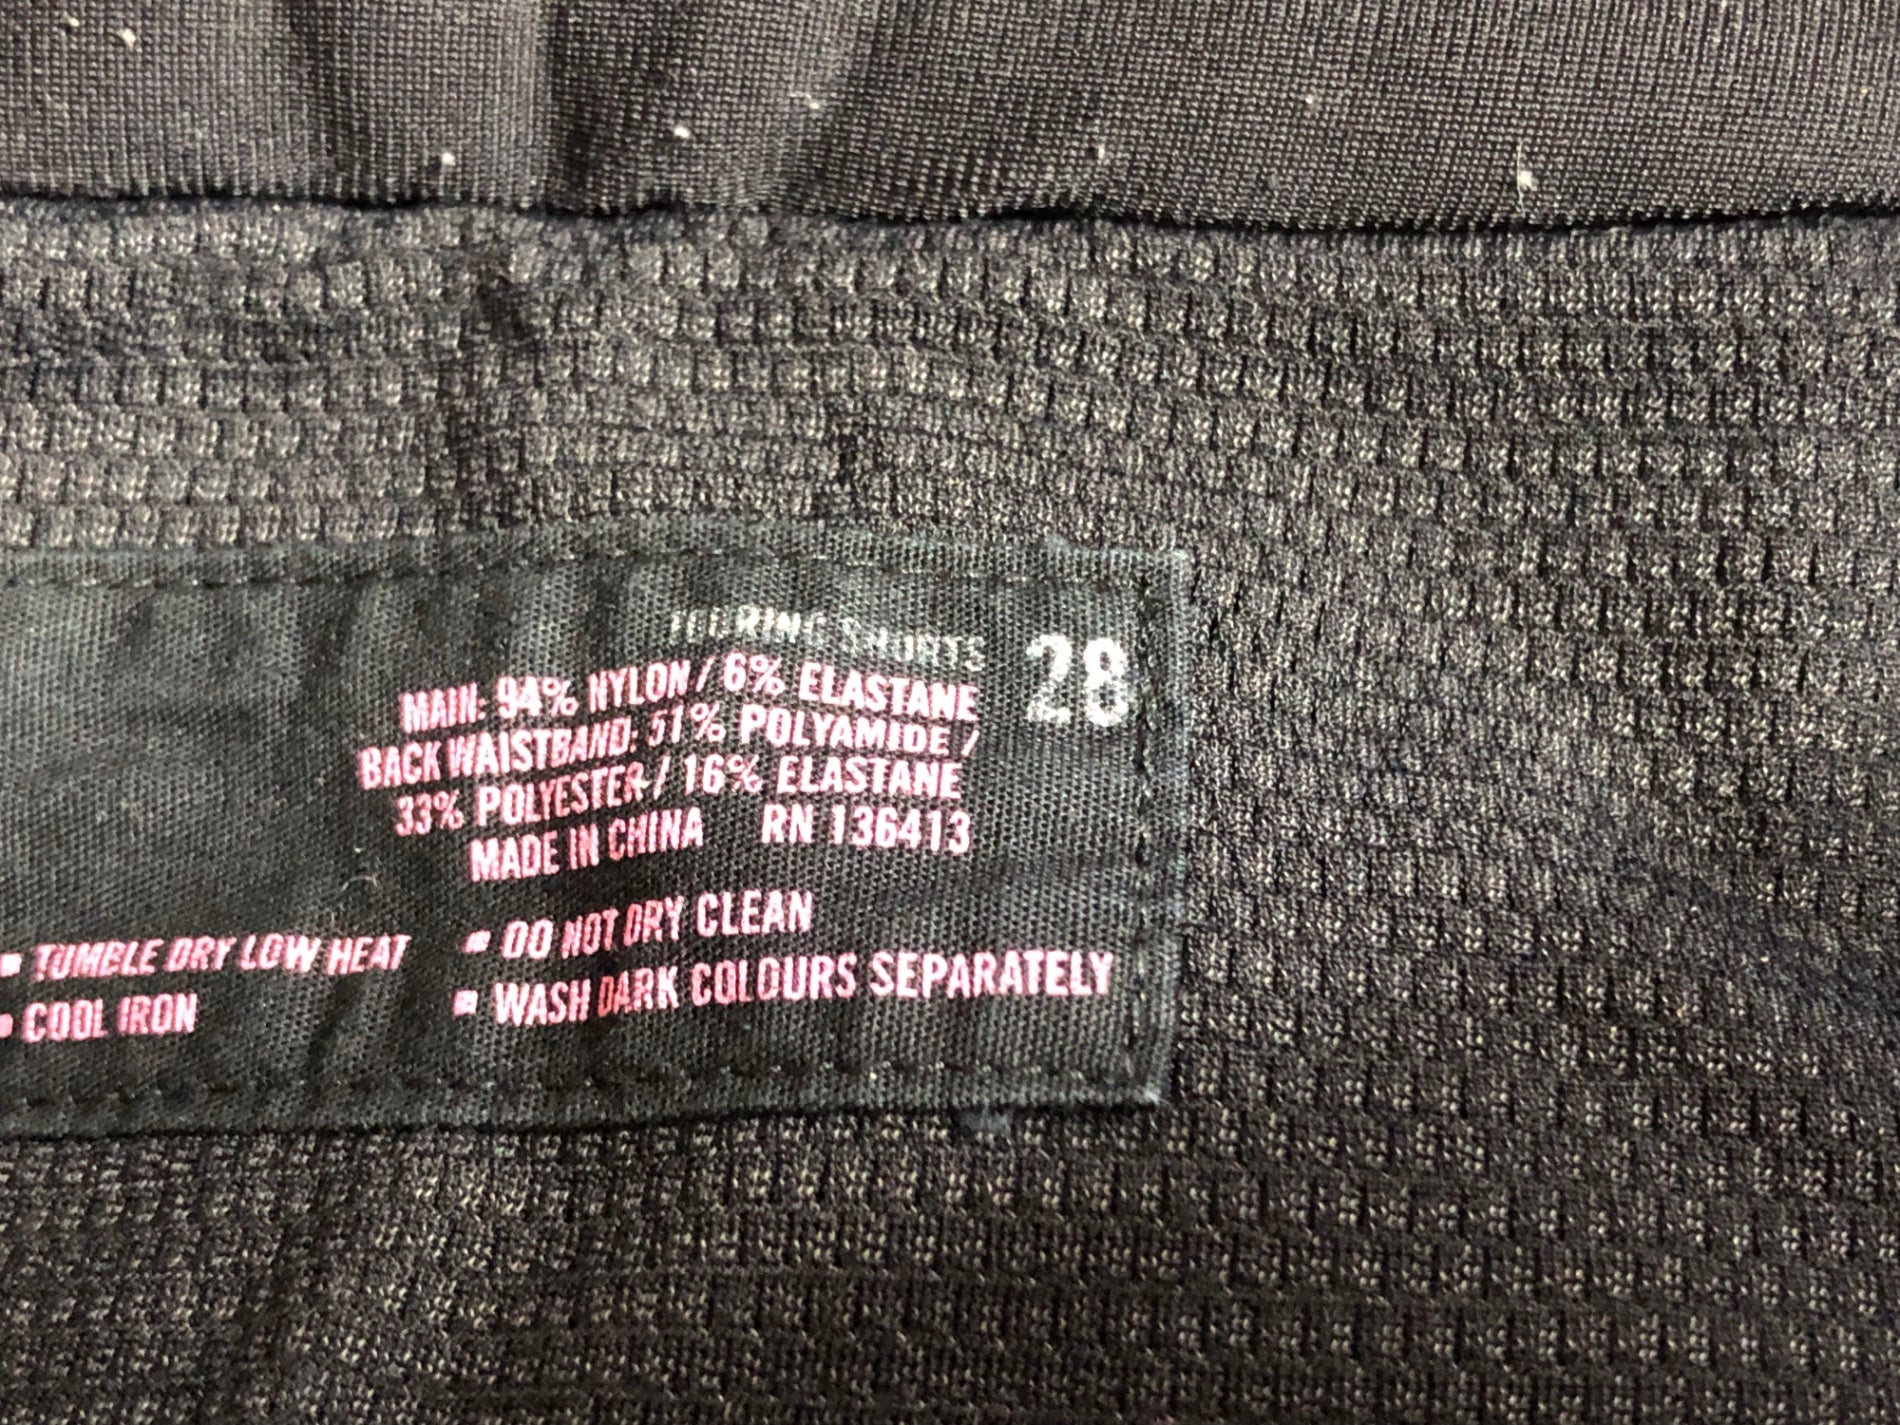 TOURING SHORTS 28
MAIN: 94% NYLON / 6% ELASTANE
BACK WAISTBAND: 51% POLYAMIDE /
33% POLYESTER / 16% ELASTANE
MADE IN CHINA RN 136413
- TUMBLE DRY LOW HEAT
- COOL IRON
- DO NOT DRY CLEAN
- WASH DARK COLOURS SEPARATELY